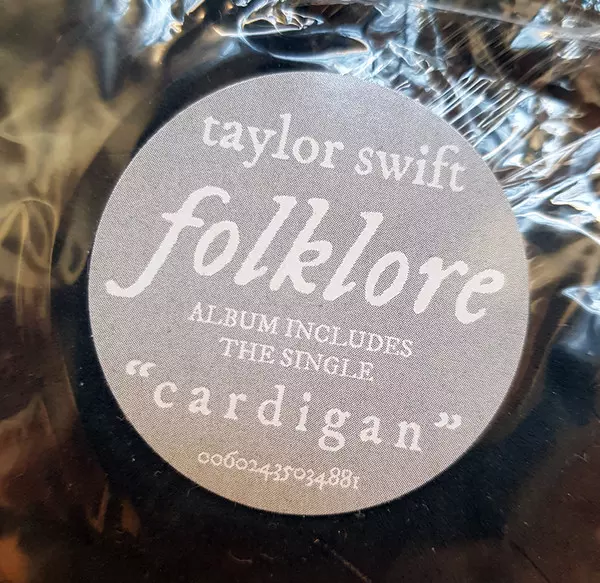 taylor swift
folklore
ALBUM INCLUDES
THE SINGLE
“cardigan”
00602435034881